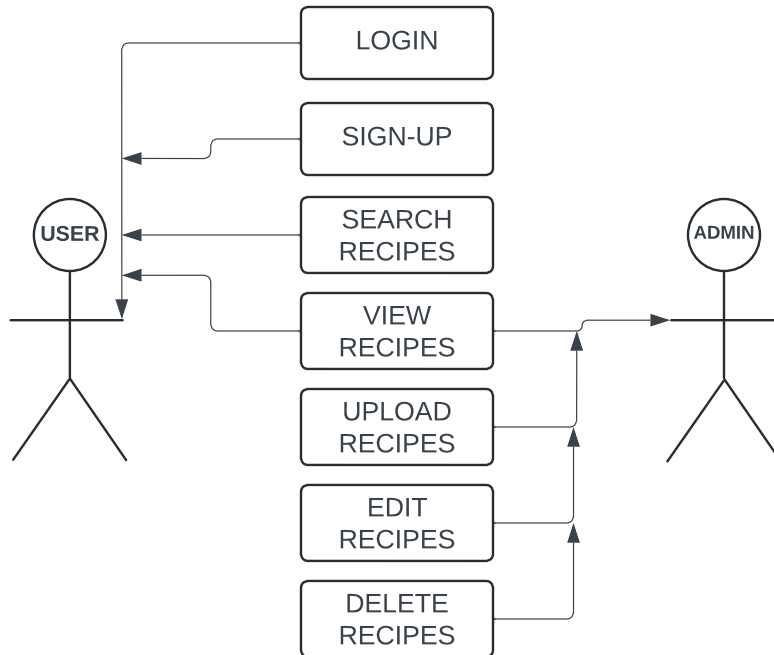 LOGIN
SIGN-UP
SEARCH
RECIPES
USER
ADMIN
VIEW
RECIPES
UPLOAD
RECIPES
EDIT
RECIPES
DELETE
RECIPES